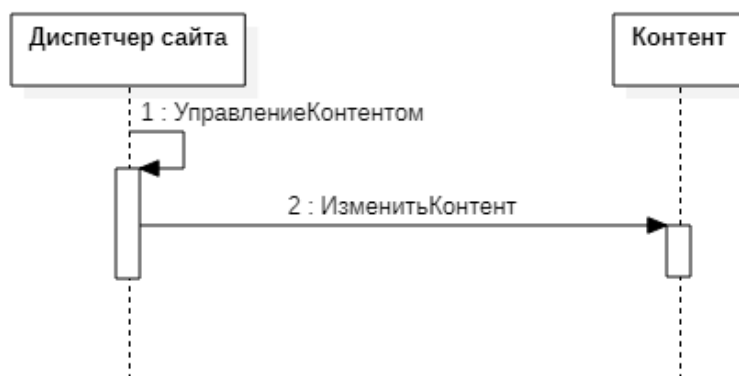 Диспетчер сайта
Контент
1 : УправлениеКонтентом
2 : ИзменитьКонтент